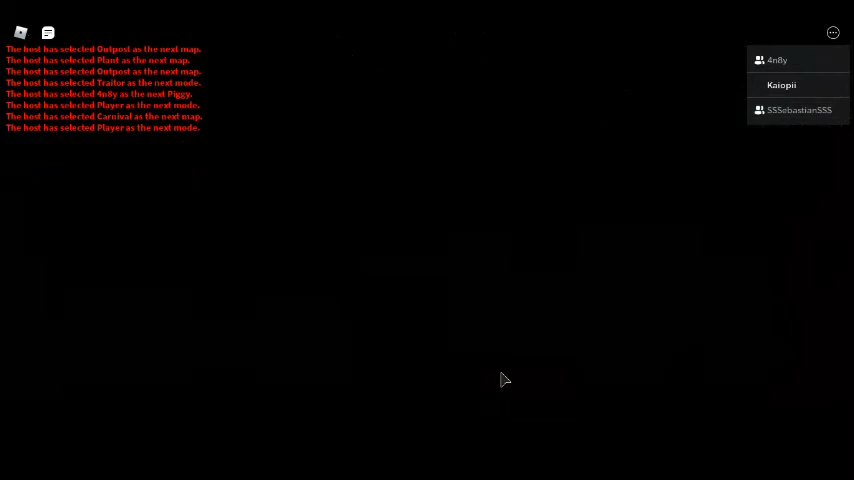 The host has selected Outpost as the next map.
The host has selected Plant as the next map.
The host has selected Outpost as the next map.
The host has selected Traitor as the next mode.
The host has selected 4n8y as the next Piggy.
The host has selected Player as the next mode.
The host has selected Carnival as the next map.
The host has selected Player as the next mode.
4n8y
Kaiopii
SSSebastianSSS